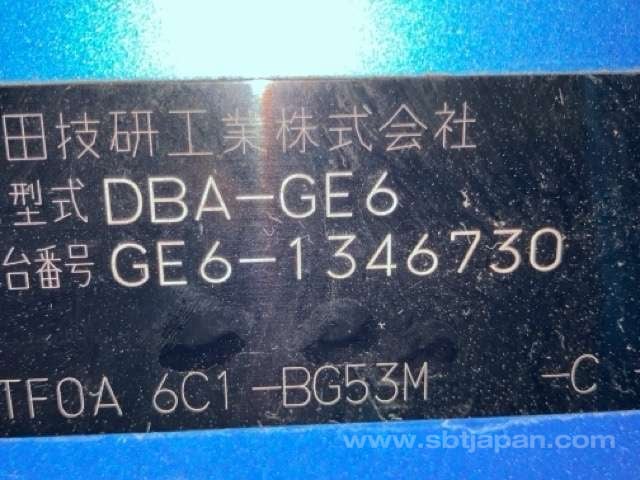 田技研工業株式会社
型式 DBA-GE6
台番号 GE6-1346730
TF0A 6C1 -BG53M -C
www.sbtjapan.com